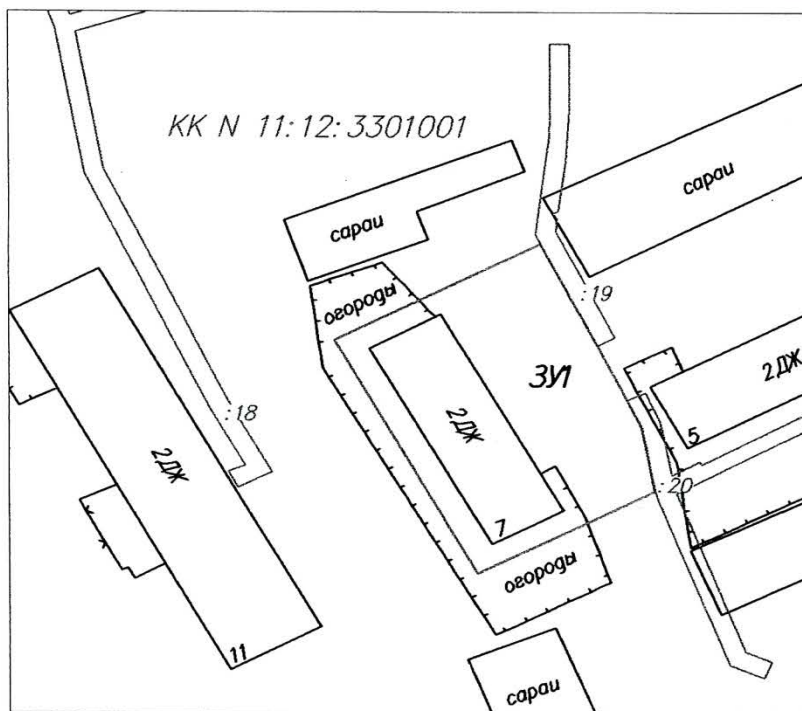 КК N 11:12:3301001
сараи
сараи
огороды
:19
ЗУ1
2ДЖ
5
:18
2ДЖ
2ДЖ
7
:20
огороды
11
сараи